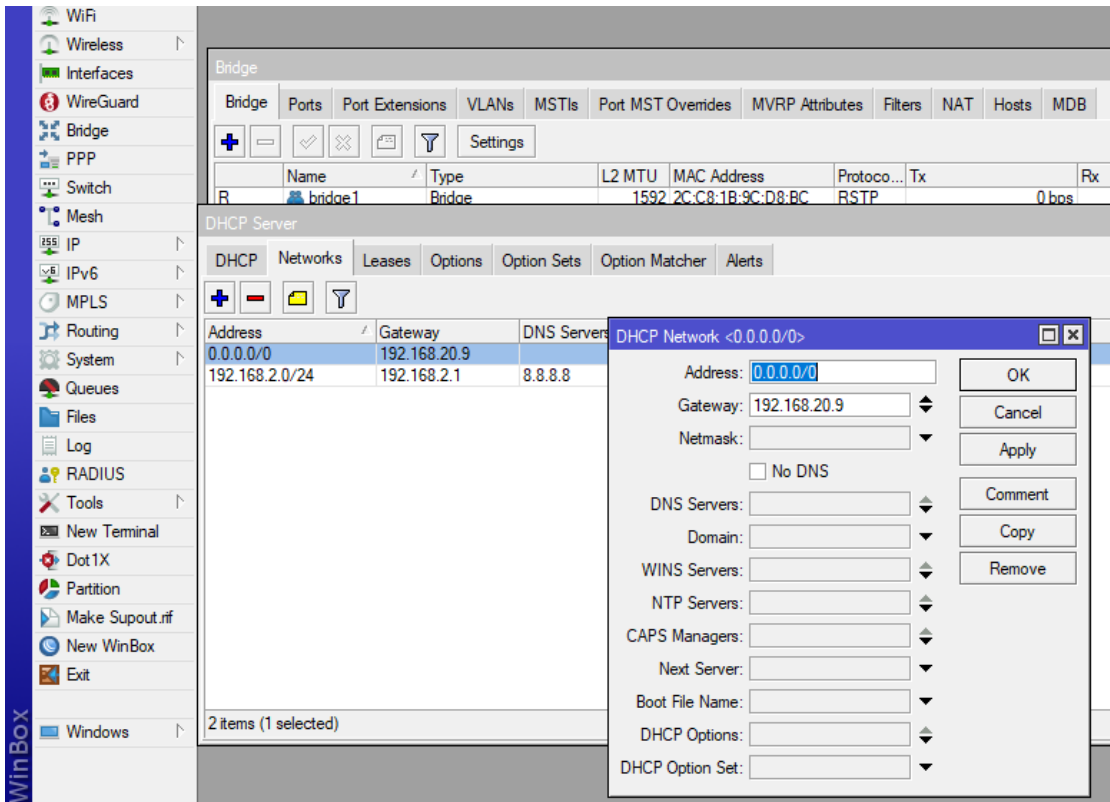 WiFi
Wireless
Interfaces
WireGuard
Bridge
PPP
Switch
Mesh
IP
IPv6
MPLS
Routing
System
Queues
Files
Log
RADIUS
Tools
New Terminal
Dot1X
Partition
Make Supout.rif
New WinBox
Exit
Windows
WinBox
Bridge
Bridge Ports Port Extensions VLANs MSTIs Port MST Overrides MVRP Attributes Filters NAT Hosts MDB
Settings
Name Type L2 MTU MAC Address Protoco... Tx Rx
R bridge1 Bridge 1592 2C:C8:1B:9C:D8:BC RSTP 0 bps
DHCP Server
DHCP Networks Leases Options Option Sets Option Matcher Alerts
Address Gateway DNS Servers
0.0.0.0/0 192.168.20.9
192.168.2.0/24 192.168.2.1 8.8.8.8
2 items (1 selected)
DHCP Network <0.0.0.0/0>
Address: 0.0.0.0/0
Gateway: 192.168.20.9
Netmask:
No DNS
DNS Servers:
Domain:
WINS Servers:
NTP Servers:
CAPS Managers:
Next Server:
Boot File Name:
DHCP Options:
DHCP Option Set:
OK
Cancel
Apply
Comment
Copy
Remove